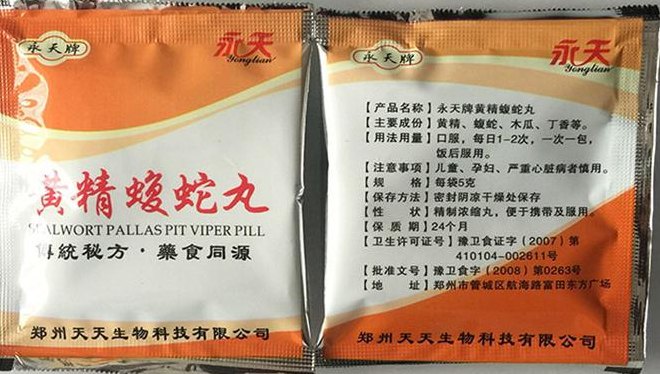 永天牌
永天
Yongtian
黄精蝮蛇丸
SEALWORT PALLAS PIT VIPER PILL
傳統秘方·藥食同源
郑州天天生物科技有限公司
永天牌
永天
Yongtian
【产品名称】永天牌黄精蝮蛇丸
【主要成份】黄精、蝮蛇、木瓜、丁香等。
【用法用量】口服，每日1-2次，一次一包，
饭后服用。
【注意事项】儿童、孕妇、严重心脏病者慎用。
【规 格】每袋5克
【保存方法】密封阴凉干燥处保存
【性 状】精制浓缩丸，便于携带及服用。
【保 质 期】24个月
【卫生许可证号】豫卫食证字（2007）第
410104-002611号
【批准文号】豫卫食字（2008）第0263号
【地 址】郑州市管城区航海路富田东方广场
郑州天天生物科技有限公司